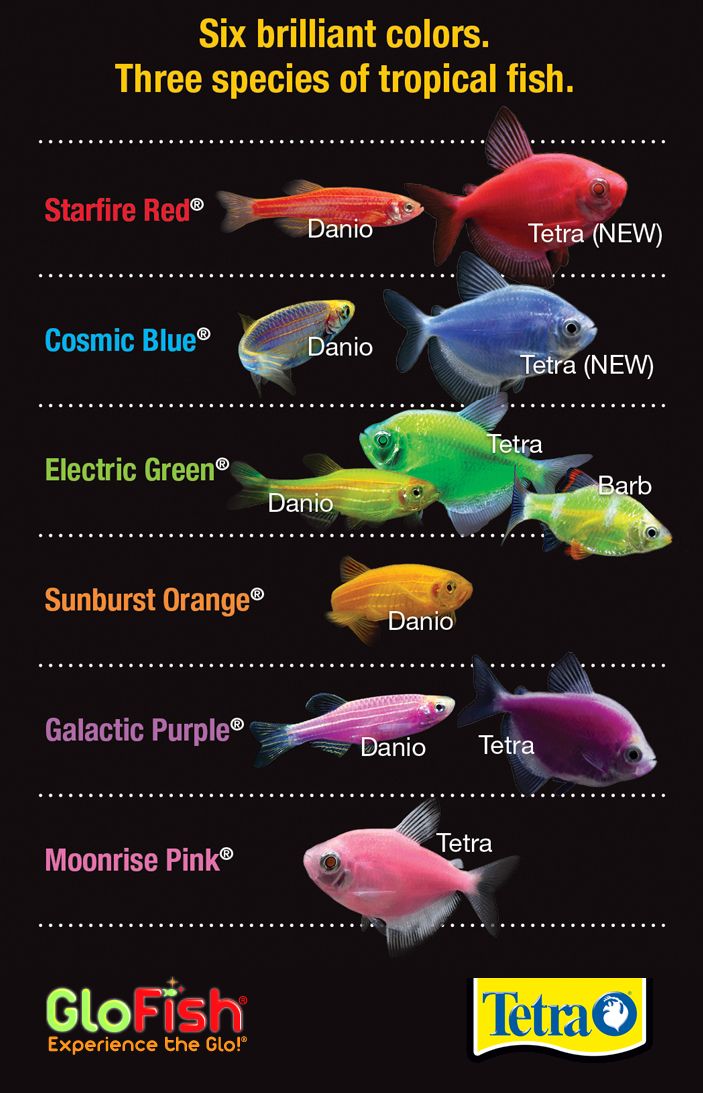 Six brilliant colors.
Three species of tropical fish.
Starfire Red®
Danio
Tetra (NEW)
Cosmic Blue®
Danio
Tetra (NEW)
Electric Green®
Danio
Tetra
Barb
Sunburst Orange®
Danio
Galactic Purple®
Danio
Tetra
Moonrise Pink®
Tetra
GloFish®
Experience the Glo!®
Tetra®